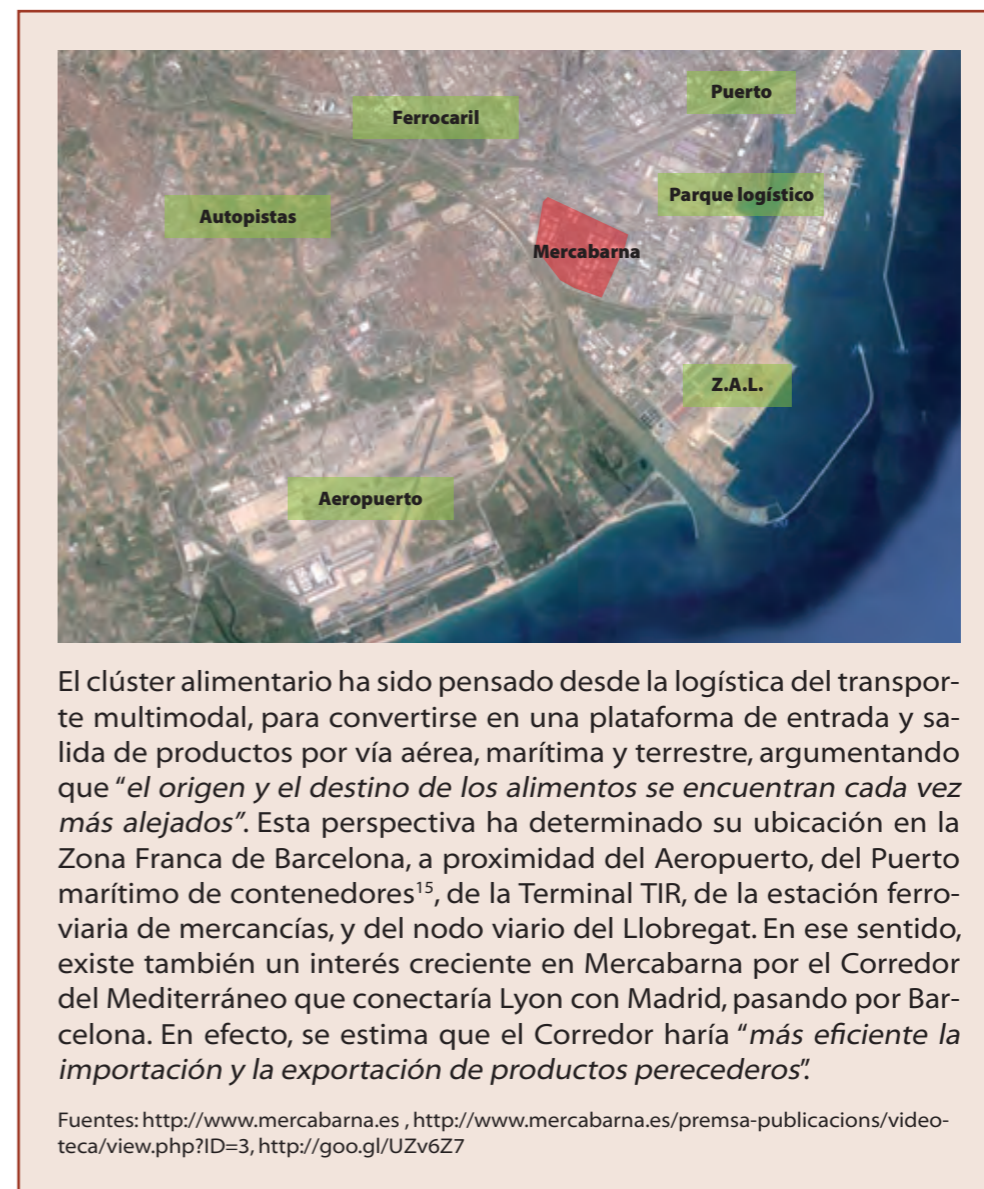 Puerto
Ferrocaril
Parque logístico
Autopistas
Mercabarna
Z.A.L.
Aeropuerto
El clúster alimentario ha sido pensado desde la logística del transpor-
te multimodal, para convertirse en una plataforma de entrada y sa-
lida de productos por vía aérea, marítima y terrestre, argumentando
que “el origen y el destino de los alimentos se encuentran cada vez
más alejados”. Esta perspectiva ha determinado su ubicación en la
Zona Franca de Barcelona, a proximidad del Aeropuerto, del Puerto
marítimo de contenedores15, de la Terminal TIR, de la estación ferro-
viaria de mercancías, y del nodo viario del Llobregat. En ese sentido,
existe también un interés creciente en Mercabarna por el Corredor
del Mediterráneo que conectaría Lyon con Madrid, pasando por Bar-
celona. En efecto, se estima que el Corredor haría “más eficiente la
importación y la exportación de productos perecederos”.
Fuentes: http://www.mercabarna.es , http://www.mercabarna.es/premsa-publicacions/video-
teca/view.php?ID=3, http://goo.gl/UZv6Z7